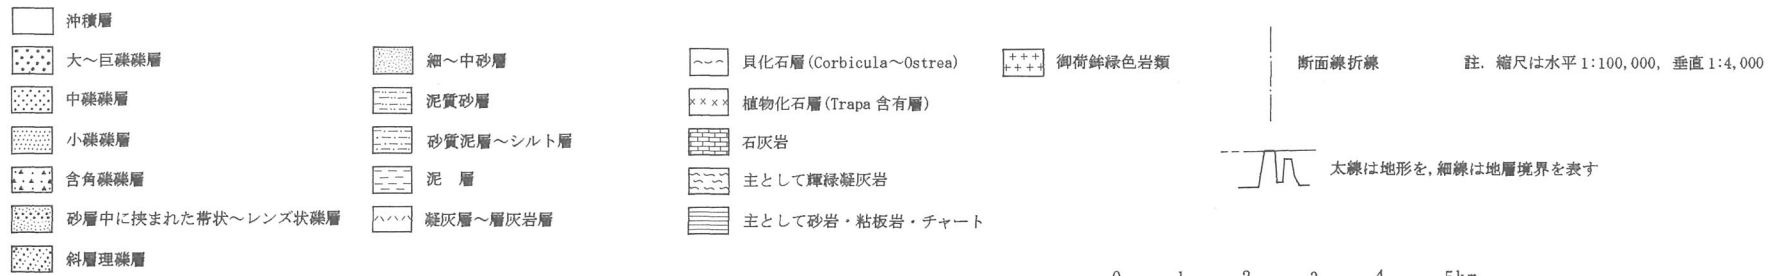 沖積層
大～巨礫礫層
中礫礫層
小礫礫層
含角礫礫層
砂層中に挟まれた帯状～レンズ状礫層
斜層理礫層
細～中砂層
泥質砂層
砂質泥層～シルト層
泥 層
凝灰層～層灰岩層
貝化石層(Corbicula～Ostrea)
植物化石層(Trapa 含有層)
石灰岩
主として輝緑凝灰岩
主として砂岩・粘板岩・チャート
御荷鉾緑色岩類
断面線折線
註. 縮尺は水平1:100,000, 垂直1:4,000
太線は地形を,細線は地層境界を表す
0 1 2 3 4 5km